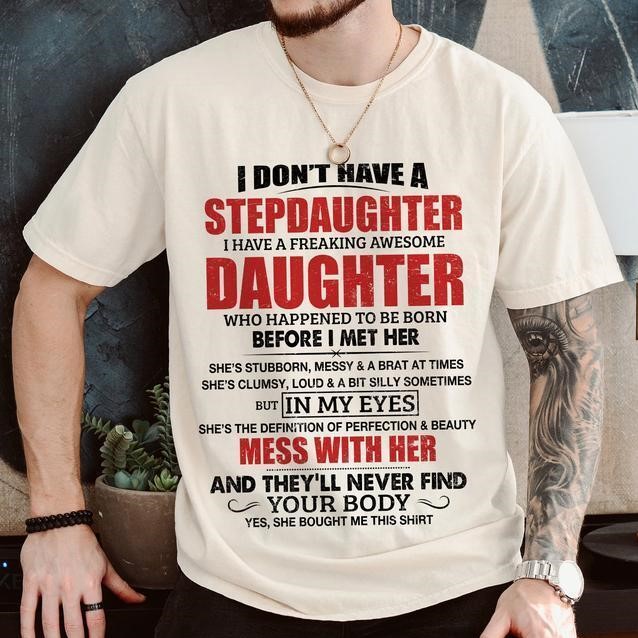 I DON'T HAVE A
STEPDAUGHTER
I HAVE A FREAKING AWESOME
DAUGHTER
WHO HAPPENED TO BE BORN
BEFORE I MET HER
SHE'S STUBBORN, MESSY & A BRAT AT TIMES
SHE'S CLUMSY, LOUD & A BIT SILLY SOMETIMES
BUT IN MY EYES
SHE'S THE DEFINITION OF PERFECTION & BEAUTY
MESS WITH HER
AND THEY'LL NEVER FIND
YOUR BODY
YES, SHE BOUGHT ME THIS SHIRT